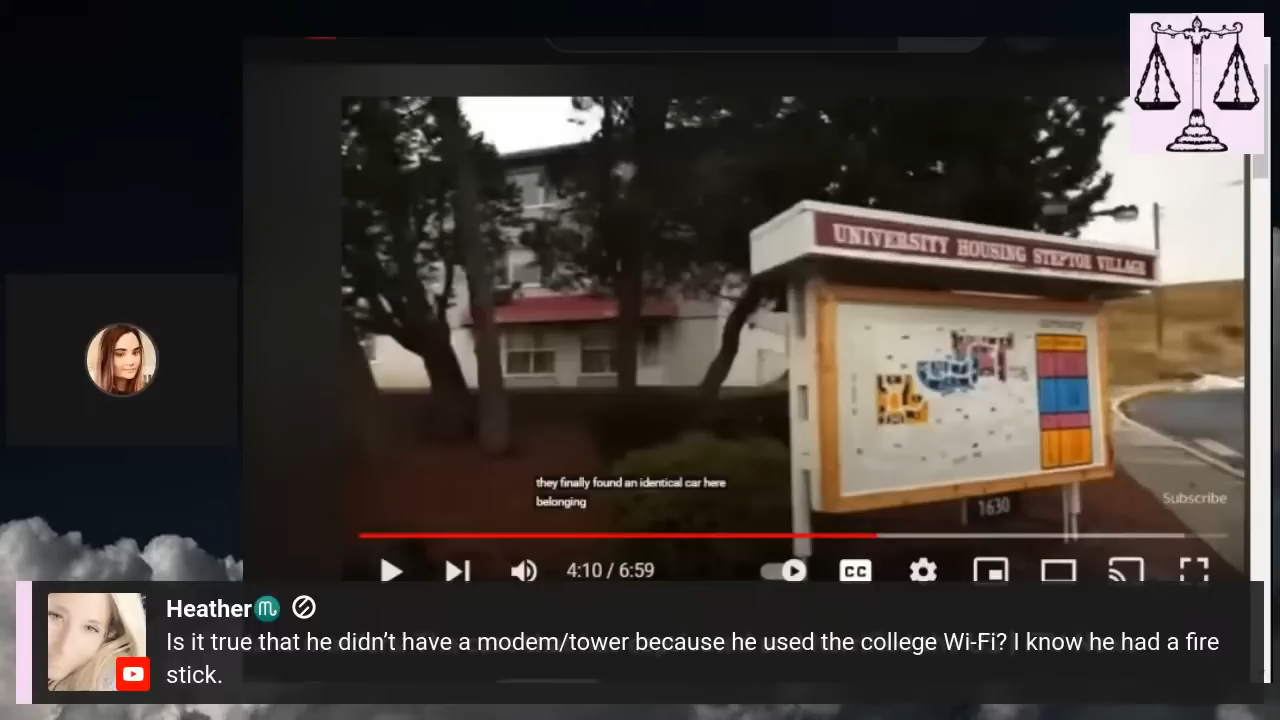 UNIVERSITY HOUSING STEPTOE VILLAGE
1630
they finally found an identical car here
belonging
Subscribe
4:10 / 6:59
CC
Heather♏
Is it true that he didn’t have a modem/tower because he used the college Wi-Fi? I know he had a fire
stick.